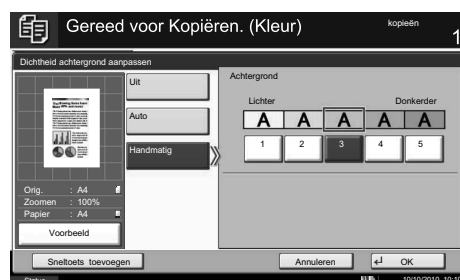 Gereed voor Kopiëren. (Kleur)
kopieën
1
Dichtheid achtergrond aanpassen
Uit
Auto
Handmatig
Achtergrond
Lichter
Donkerder
A A A A A
1 2 3 4 5
Orig. : A4
Zoomen : 100%
Papier : A4
Voorbeeld
Sneltoets toevoegen
Annuleren
OK
Status
10/10/2010 10:10